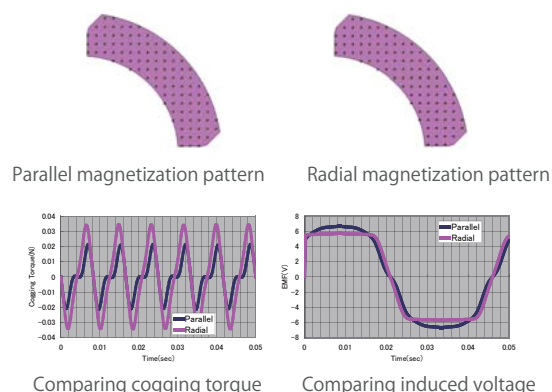 Parallel magnetization pattern
Radial magnetization pattern
0.04
0.03
0.02
0.01
0
-0.01
-0.02
-0.03
-0.04
Cogging Torque(N)
Parallel
Radial
0 0.01 0.02 0.03 0.04 0.05
Time(sec)
8
6
4
2
0
-2
-4
-6
-8
EMF(V)
Parallel
Radial
0 0.01 0.02 0.03 0.04 0.05
Time(sec)
Comparing cogging torque
Comparing induced voltage